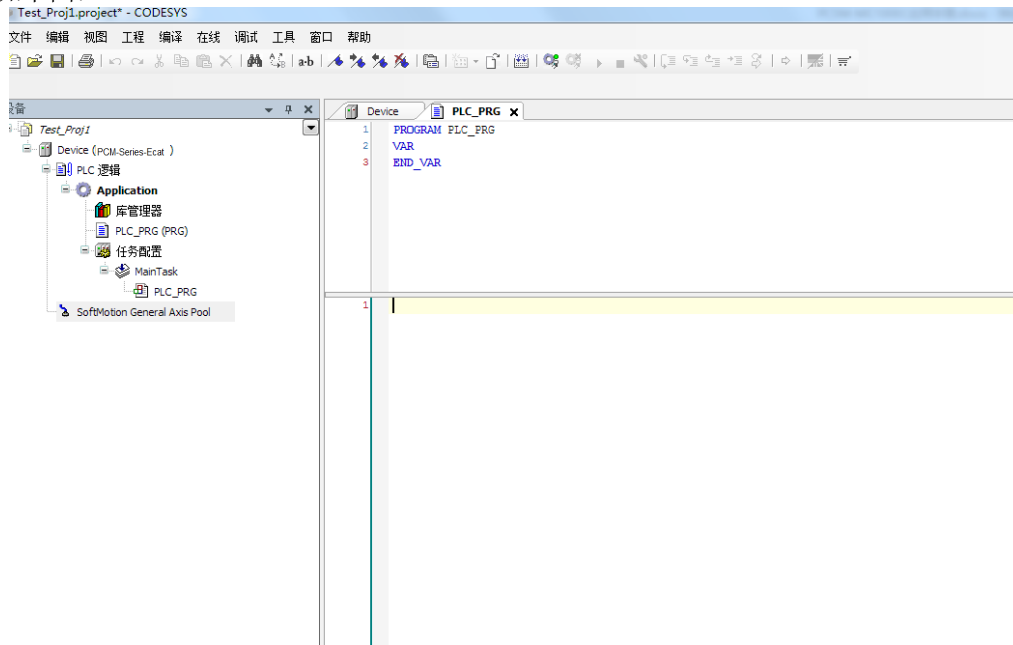 Test_Proj1.project* - CODESYS
文件 编辑 视图 工程 编译 在线 调试 工具 窗口 帮助
设备
Device PLC_PRG
Test_Proj1
Device (PCM-Series-Ecat )
PLC 逻辑
Application
库管理器
PLC_PRG (PRG)
任务配置
MainTask
PLC_PRG
SoftMotion General Axis Pool
1 PROGRAM PLC_PRG
2 VAR
3 END_VAR
1